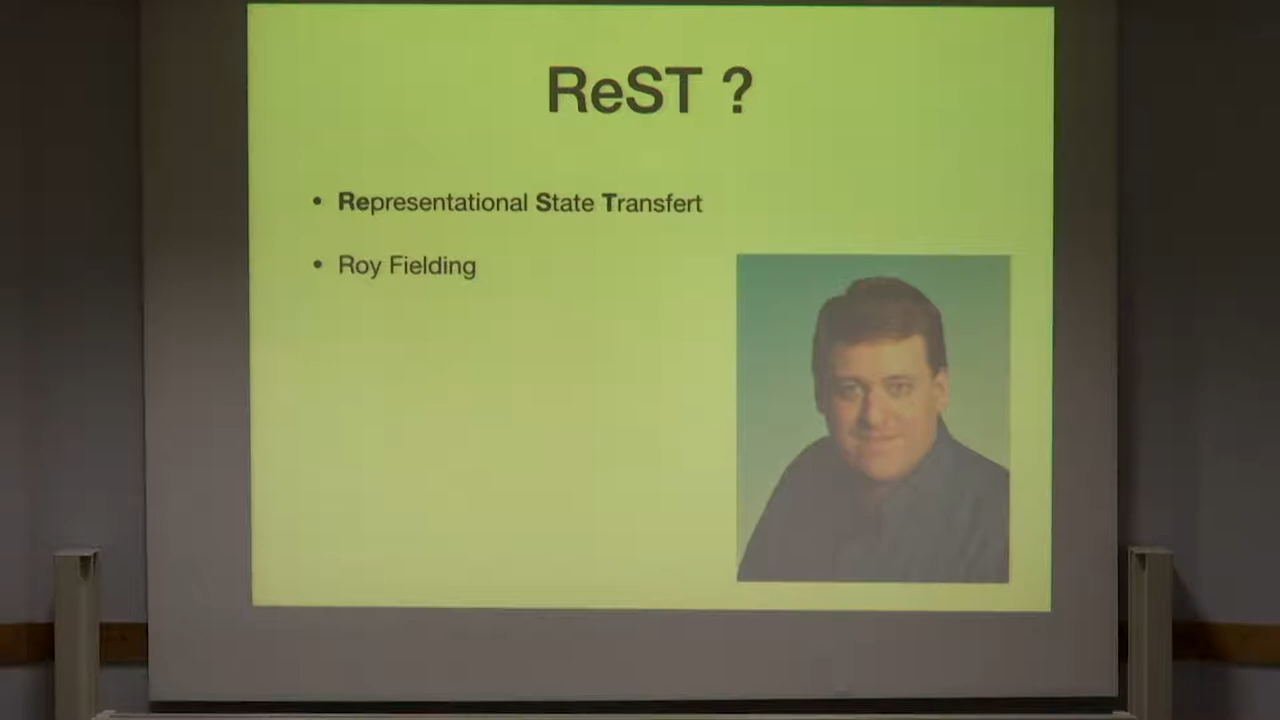 ReST ?
• Representational State Transfert
• Roy Fielding